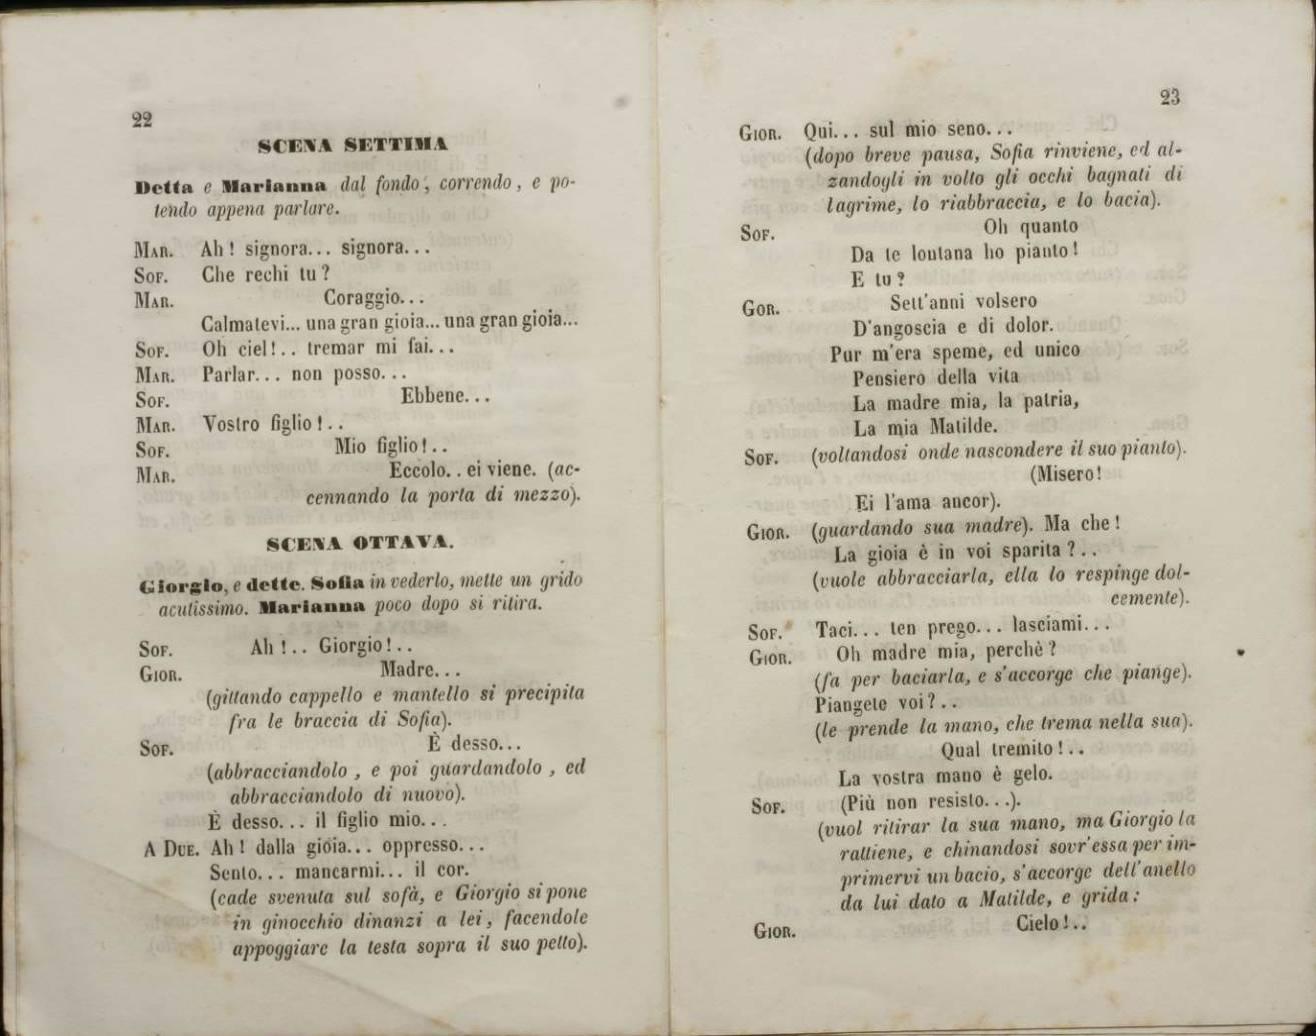 22
SCENA SETTIMA
Detta e Marianna dal fondo, correndo, e po-
tendo appena parlare.
MAR. Ah! signora... signora...
SOF. Che rechi tu?
MAR. Coraggio...
Calmatevi... una gran gioia... una gran gioia...
SOF. Oh ciel!.. tremar mi fai...
MAR. Parlar... non posso...
SOF. Ebbene...
MAR. Vostro figlio!..
SOF. Mio figlio!..
MAR. Eccolo.. ei viene. (ac-
cennando la porta di mezzo).
SCENA OTTAVA.
Giorgio, e dette. Sofia in vederlo, mette un grido
acutissimo. Marianna poco dopo si ritira.
SOF. Ah!.. Giorgio!..
GIOR. Madre...
(gittando cappello e mantello si precipita
fra le braccia di Sofia).
SOF. È desso...
(abbracciandolo, e poi guardandolo, ed
abbracciandolo di nuovo).
È desso... il figlio mio...
A DUE. Ah! dalla gioia... oppresso...
Sento... mancarmi... il cor.
(cade svenuta sul sofà, e Giorgio si pone
in ginocchio dinanzi a lei, facendole
appoggiare la testa sopra il suo petto).
23
GIOR. Qui... sul mio seno...
(dopo breve pausa, Sofia rinviene, ed al-
zandogli in volto gli occhi bagnati di
lagrime, lo riabbraccia, e lo bacia).
SOF. Oh quanto
Da te lontana ho pianto!
E tu?
GOR. Sett'anni volsero
D'angoscia e di dolor.
Pur m'era speme, ed unico
Pensiero della vita
La madre mia, la patria,
La mia Matilde.
SOF. (voltandosi onde nascondere il suo pianto).
(Misero!
Ei l'ama ancor).
GIOR. (guardando sua madre). Ma che!
La gioia è in voi sparita?..
(vuole abbracciarla, ella lo respinge dol-
cemente).
SOF. Taci... ten prego... lasciami...
GIOR. Oh madre mia, perchè?
(fa per baciarla, e s'accorge che piange).
Piangete voi?..
(le prende la mano, che trema nella sua).
Qual tremito!..
La vostra mano è gelo.
SOF. (Più non resisto...).
(vuol ritirar la sua mano, ma Giorgio la
rattiene, e chinandosi sovr'essa per im-
primervi un bacio, s'accorge dell'anello
da lui dato a Matilde, e grida:
GIOR. Cielo!..